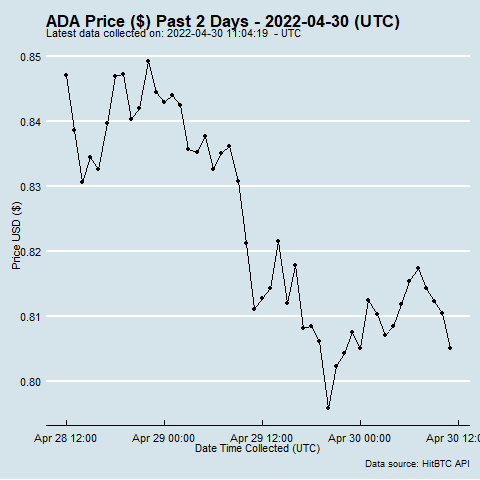 ADA Price ($) Past 2 Days - 2022-04-30 (UTC)
Latest data collected on: 2022-04-30 11:04:19 - UTC
0.85
0.84
0.83
0.82
0.81
0.80
Price USD ($)
Apr 28 12:00 Apr 29 00:00 Apr 29 12:00 Apr 30 00:00 Apr 30 12:00
Date Time Collected (UTC)
Data source: HitBTC API